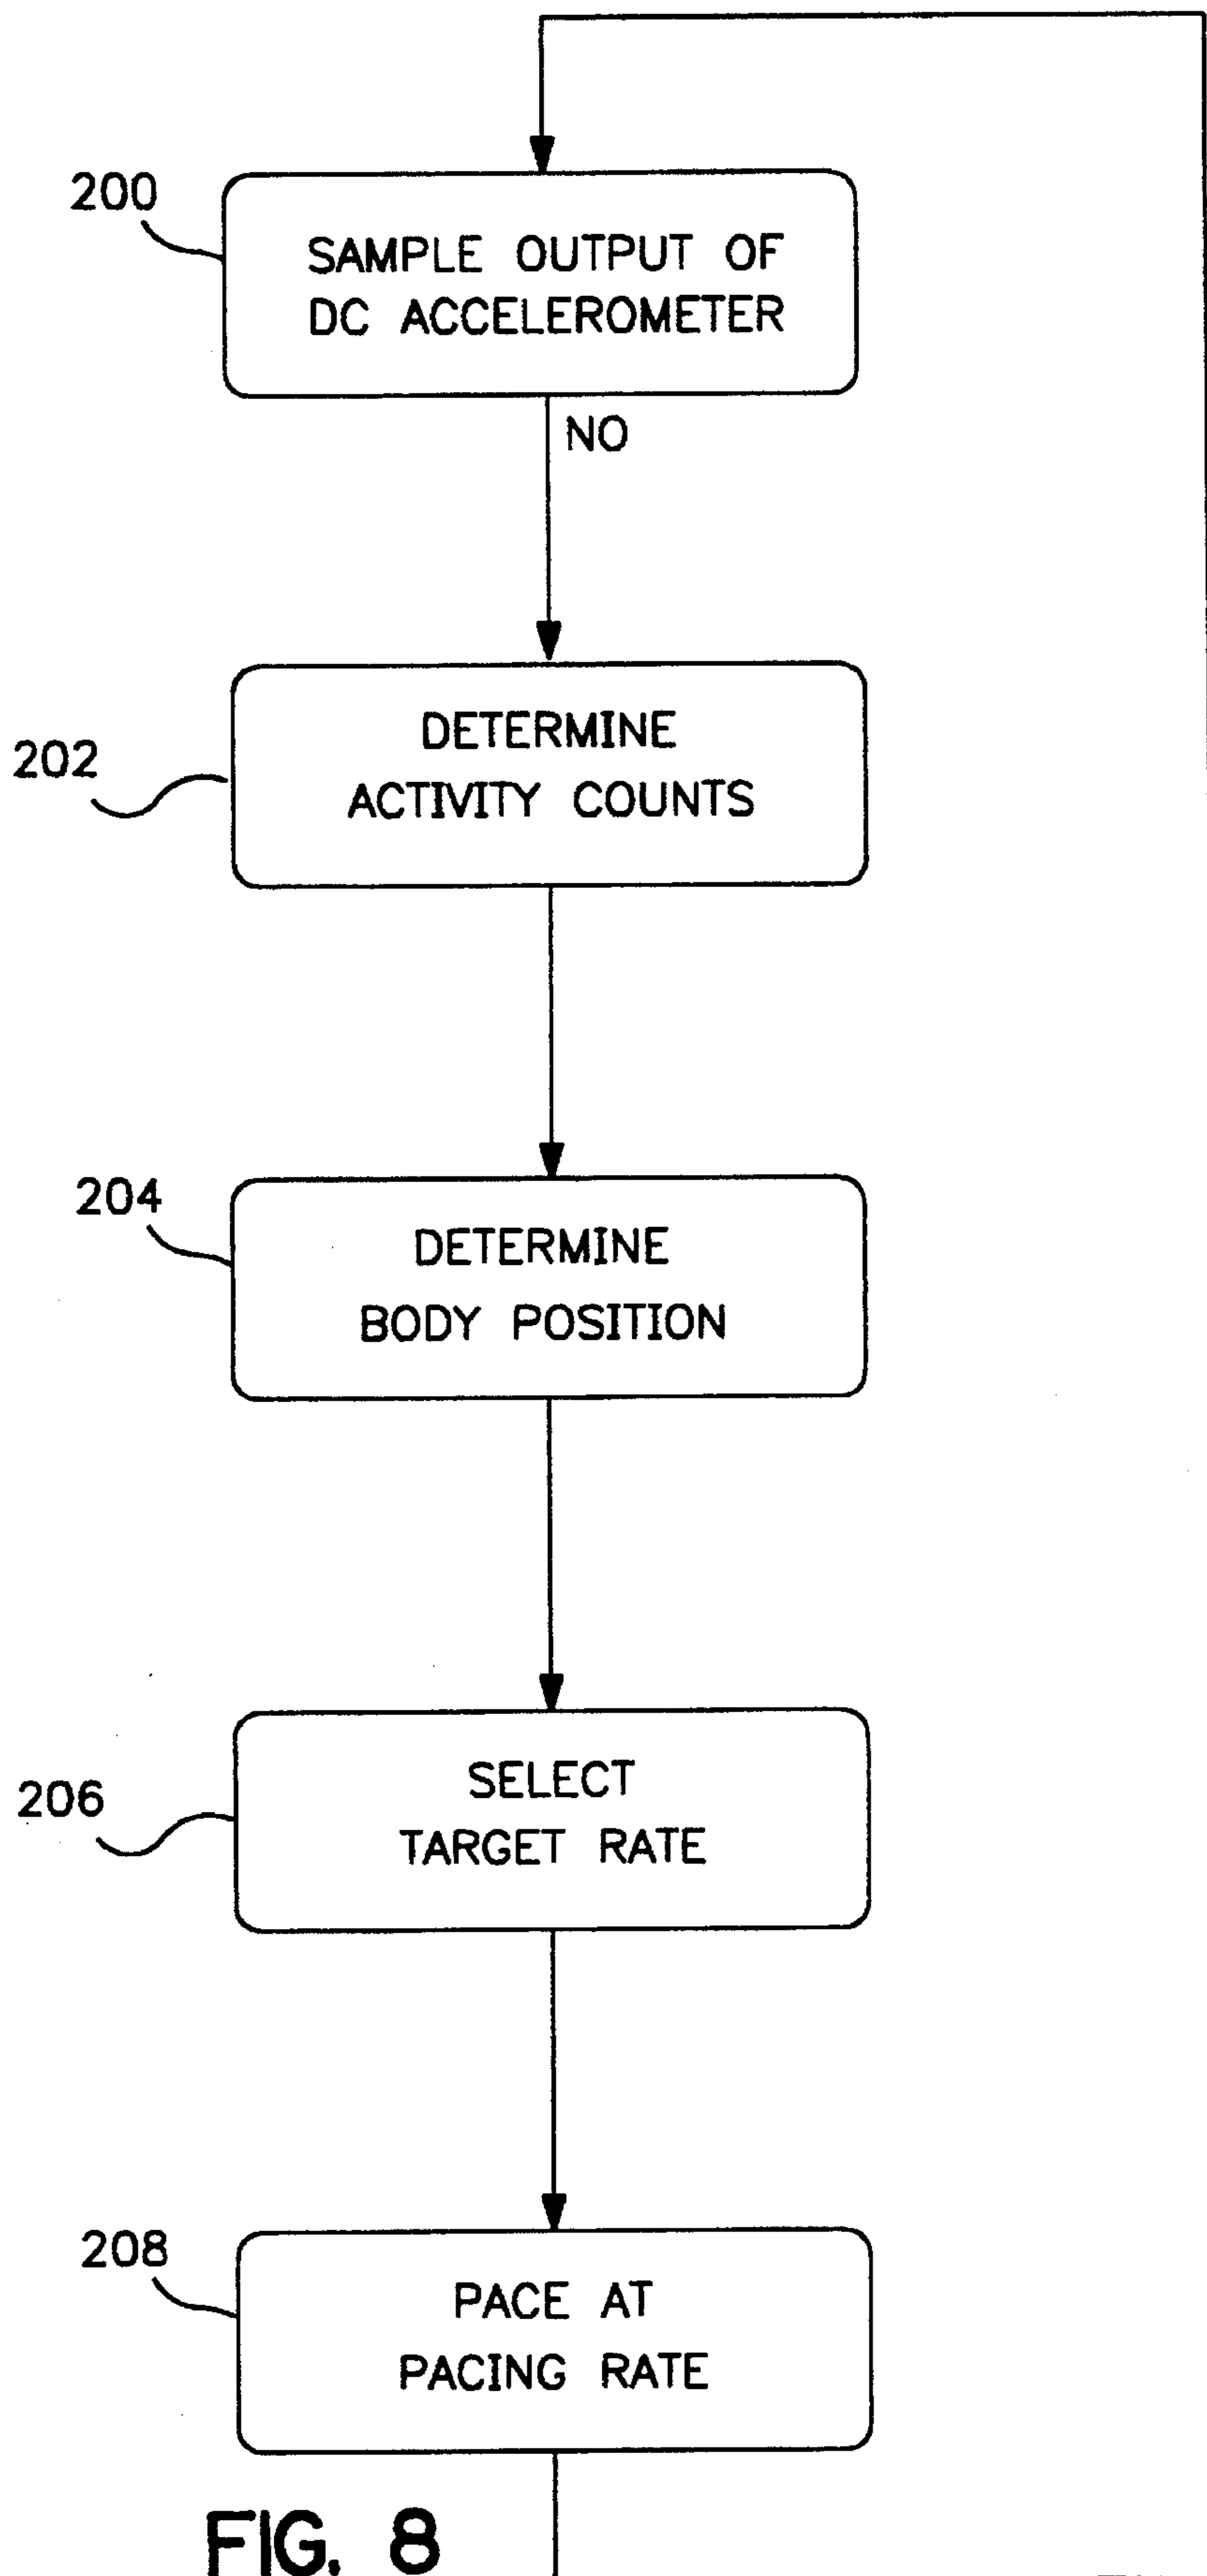 200
SAMPLE OUTPUT OF
DC ACCELEROMETER
NO
202
DETERMINE
ACTIVITY COUNTS
204
DETERMINE
BODY POSITION
206
SELECT
TARGET RATE
208
PACE AT
PACING RATE
FIG. 8